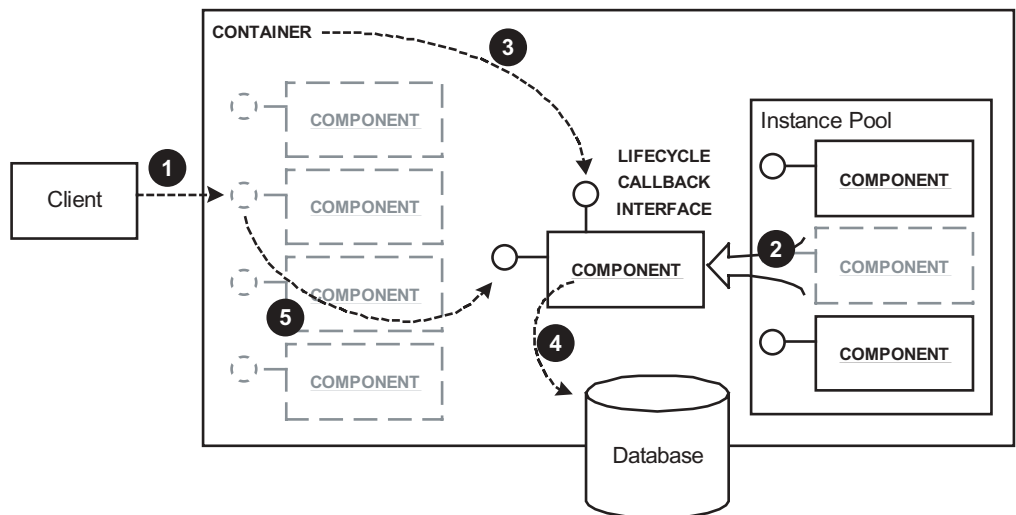 CONTAINER
3
COMPONENT
Instance Pool
1
LIFECYCLE
CALLBACK
INTERFACE
COMPONENT
Client
COMPONENT
2
COMPONENT
COMPONENT
COMPONENT
5
4
COMPONENT
COMPONENT
Database